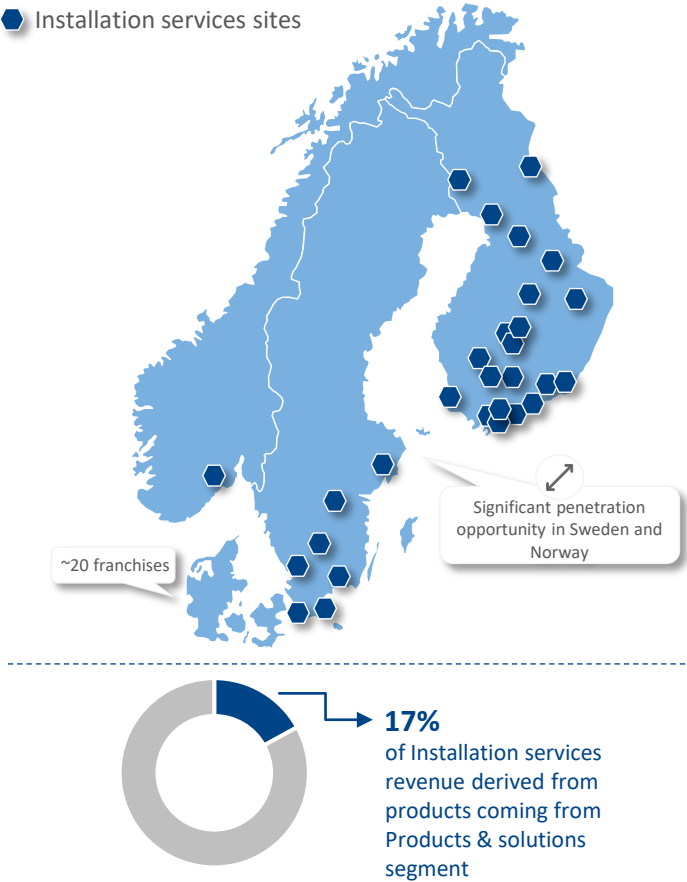 Installation services sites
Significant penetration
opportunity in Sweden and
Norway
~20 franchises
17%
of Installation services
revenue derived from
products coming from
Products & solutions
segment